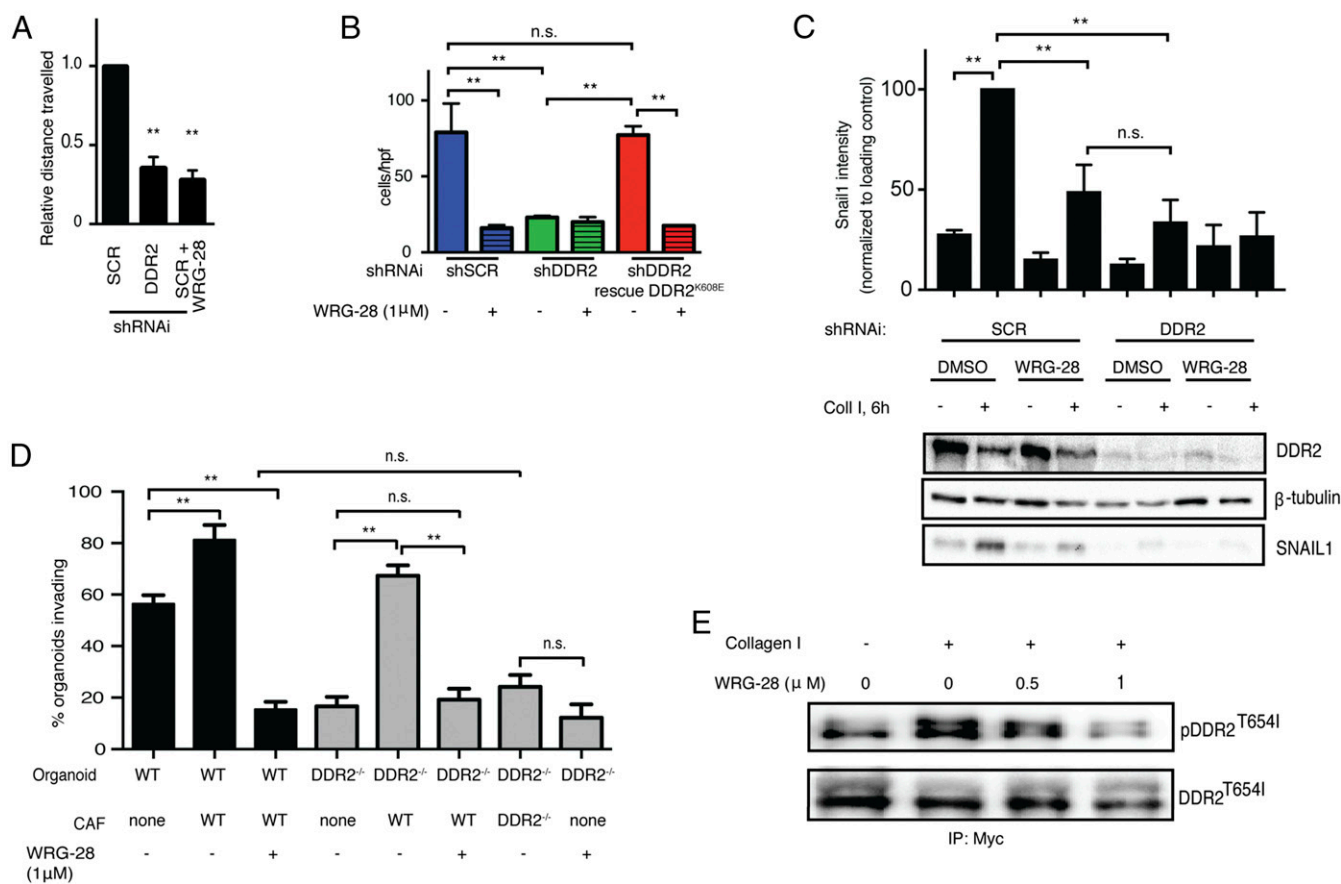 A
Relative distance travelled
1.0
0.5
0
**
**
SCR
DDR2
SCR +
WRG-28
shRNAi
B
n.s.
**
**
**
**
cells/hpf
100
50
0
shRNAi
shSCR
shDDR2
shDDR2
rescue DDR2K608E
WRG-28 (1µM)
- + - + - +
C
**
**
**
n.s.
Snail1 intensity
(normalized to loading control)
100
50
0
shRNAi:
SCR
DDR2
DMSO
WRG-28
DMSO
WRG-28
Coll I, 6h
- + - + - + - +
DDR2
β-tubulin
SNAIL1
D
n.s.
**
**
n.s.
**
**
n.s.
% organoids invading
100
80
60
40
20
0
Organoid WT WT WT DDR2-/- DDR2-/- DDR2-/- DDR2-/- DDR2-/-
CAF none WT WT none WT WT DDR2-/- none
WRG-28
(1µM)
- - + - - + - +
E
Collagen I - + + +
WRG-28 (µ M) 0 0 0.5 1
pDDR2T654I
DDR2T654I
IP: Myc